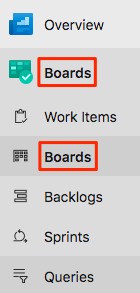 Overview
Boards
Work Items
Boards
Backlogs
Sprints
Queries